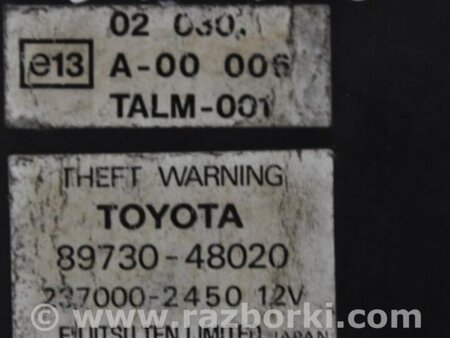 02 0303
e13 A-00 006
TALM-001
THEFT WARNING
TOYOTA
89730-48020
237000-2450 12V
FUJITSU TEN LIMITED JAPAN
© www.razborki.com